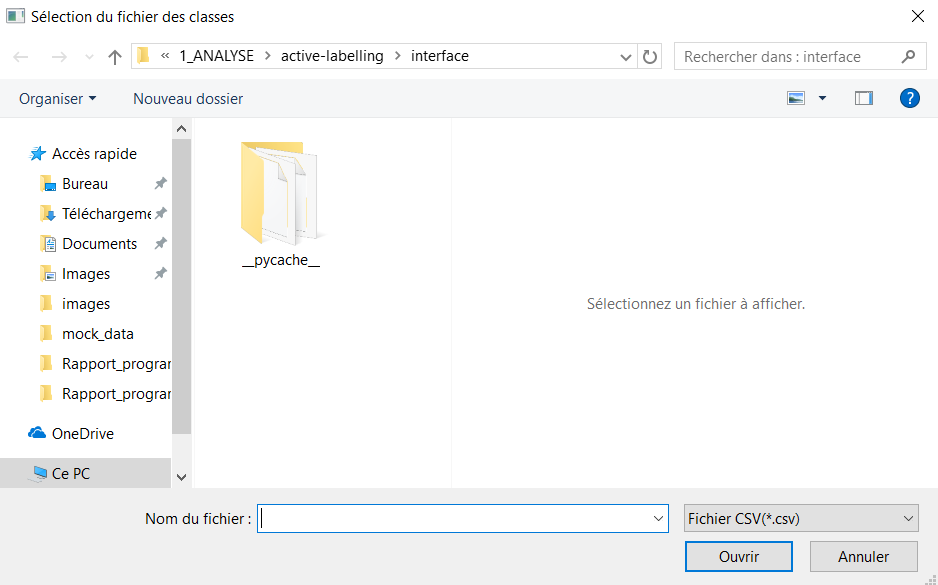 Sélection du fichier des classes
« 1_ANALYSE > active-labelling > interface
Rechercher dans : interface
Organiser
Nouveau dossier
?
Accès rapide
Bureau
Téléchargeme
Documents
Images
images
mock_data
Rapport_progran
Rapport_progran
OneDrive
Ce PC
__pycache__
Sélectionnez un fichier à afficher.
Nom du fichier :
Fichier CSV(*.csv)
Ouvrir
Annuler